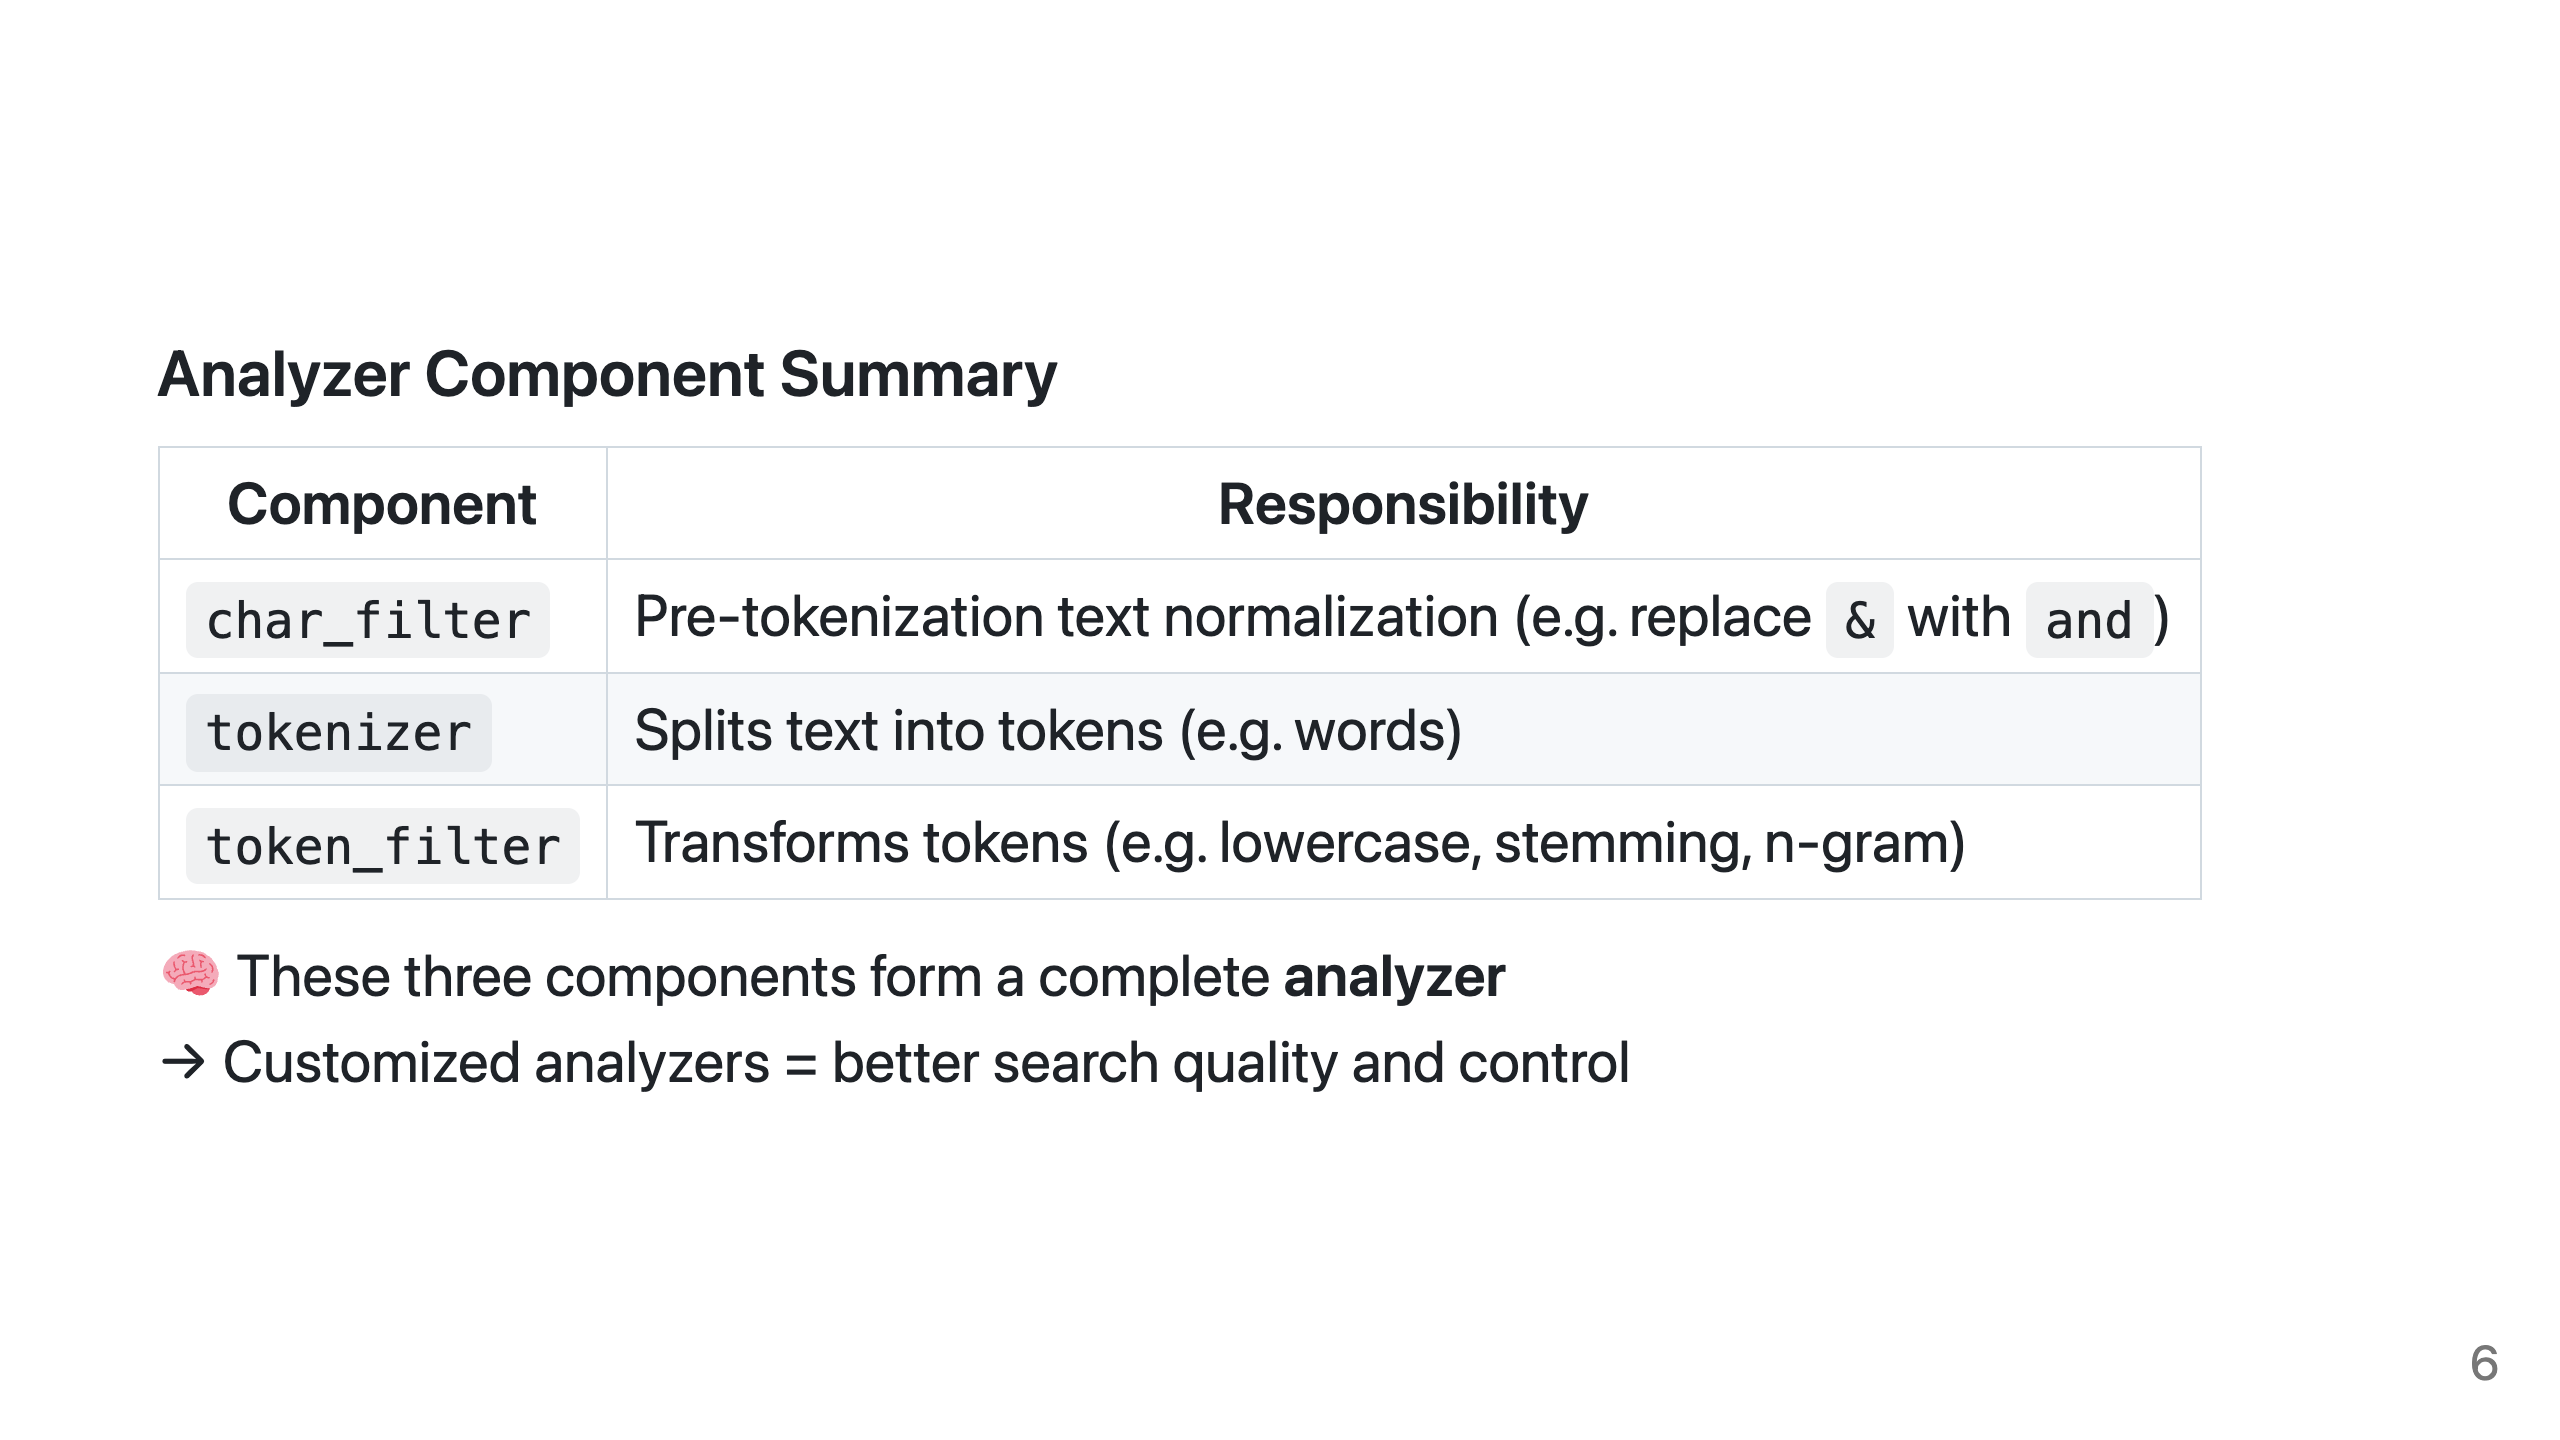 Analyzer Component Summary
Component Responsibility
char_filter Pre-tokenization text normalization (e.g. replace & with and)
tokenizer Splits text into tokens (e.g. words)
token_filter Transforms tokens (e.g. lowercase, stemming, n-gram)
🧠 These three components form a complete analyzer
→ Customized analyzers = better search quality and control
6